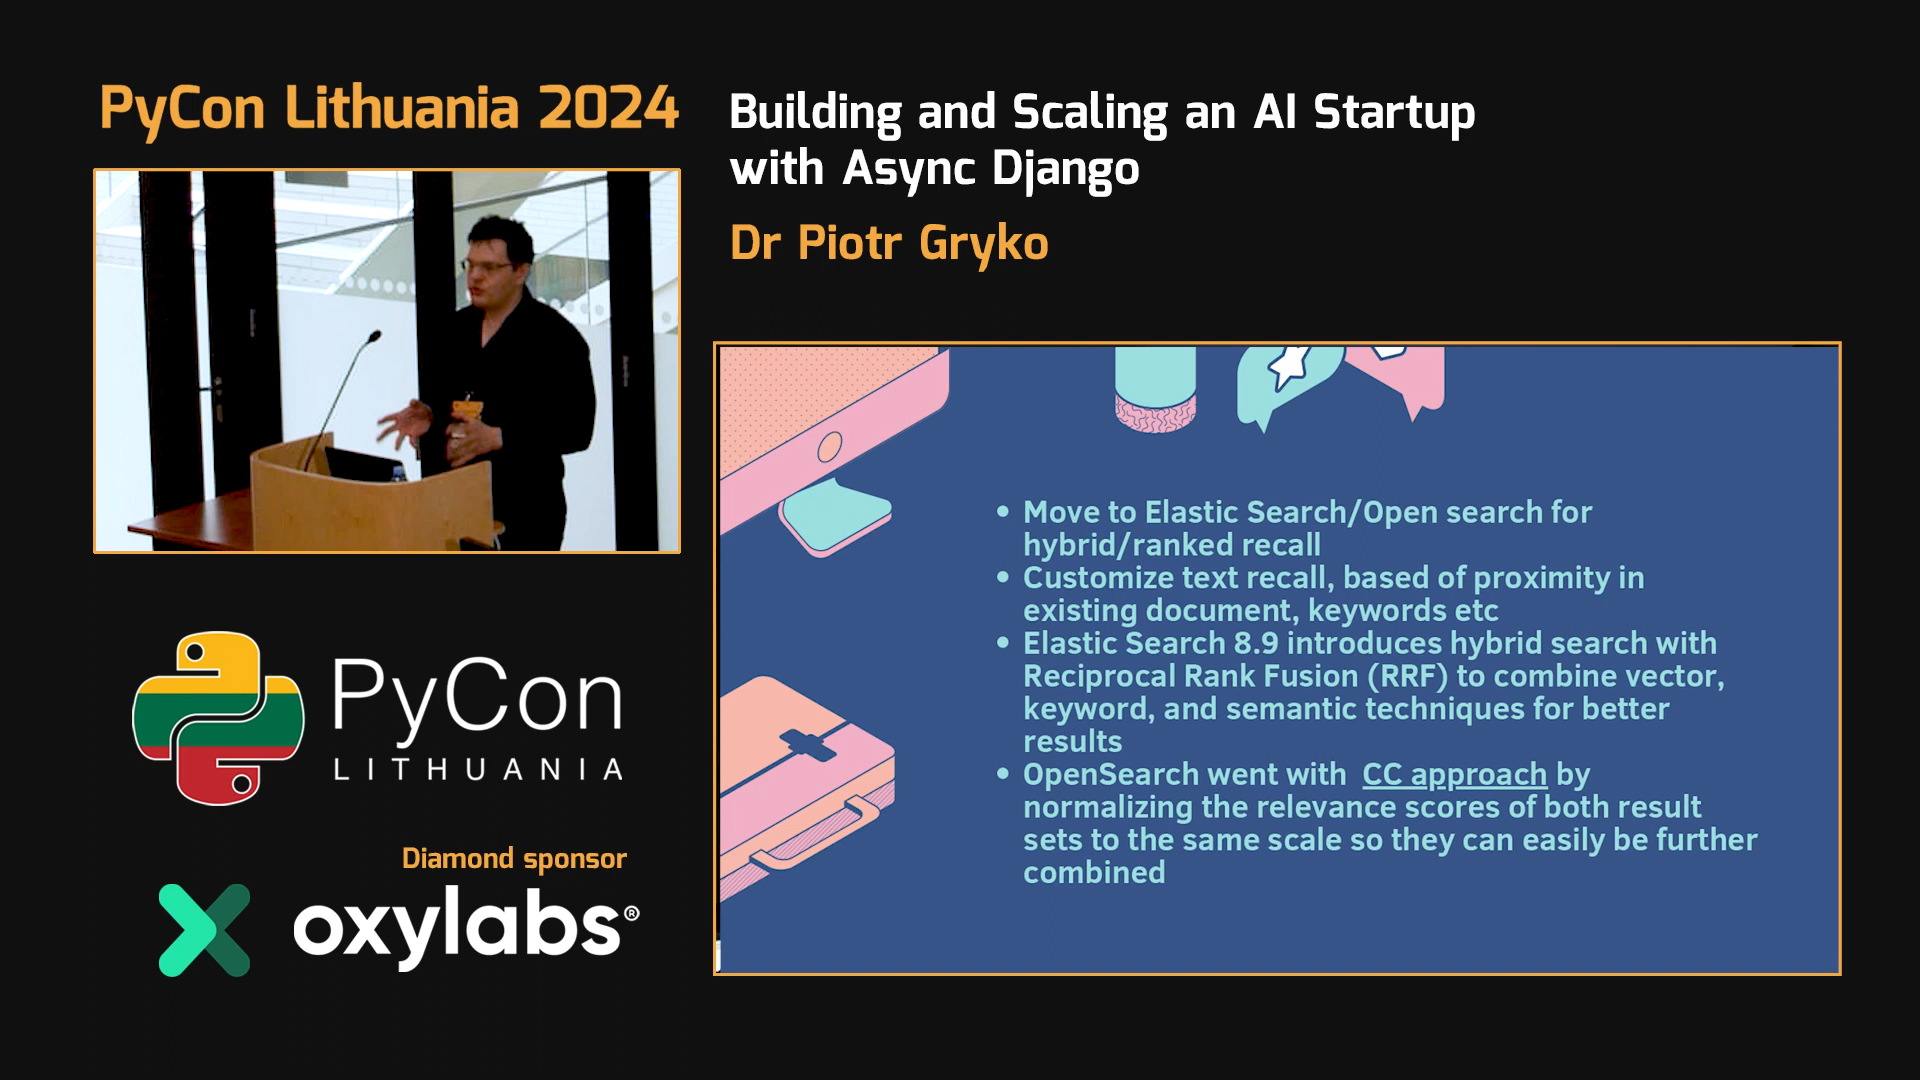 PyCon Lithuania 2024
Building and Scaling an AI Startup
with Async Django
Dr Piotr Gryko
• Move to Elastic Search/Open search for
hybrid/ranked recall
• Customize text recall, based of proximity in
existing document, keywords etc
• Elastic Search 8.9 introduces hybrid search with
Reciprocal Rank Fusion (RRF) to combine vector,
keyword, and semantic techniques for better
results
• OpenSearch went with CC approach by
normalizing the relevance scores of both result
sets to the same scale so they can easily be further
combined
PyCon
LITHUANIA
Diamond sponsor
oxylabs®